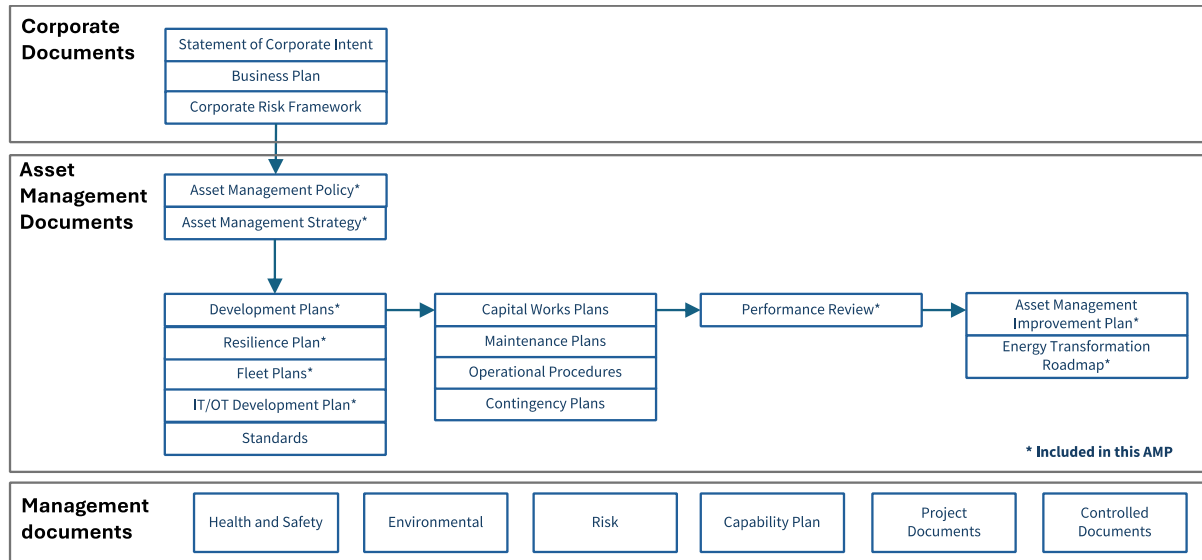 Corporate
Documents
Statement of Corporate Intent
Business Plan
Corporate Risk Framework
Asset
Management
Documents
Asset Management Policy*
Asset Management Strategy*
Development Plans*
Resilience Plan*
Fleet Plans*
IT/OT Development Plan*
Standards
Capital Works Plans
Maintenance Plans
Operational Procedures
Contingency Plans
Performance Review*
Asset Management
Improvement Plan*
Energy Transformation
Roadmap*
* Included in this AMP
Management
documents
Health and Safety
Environmental
Risk
Capability Plan
Project
Documents
Controlled
Documents